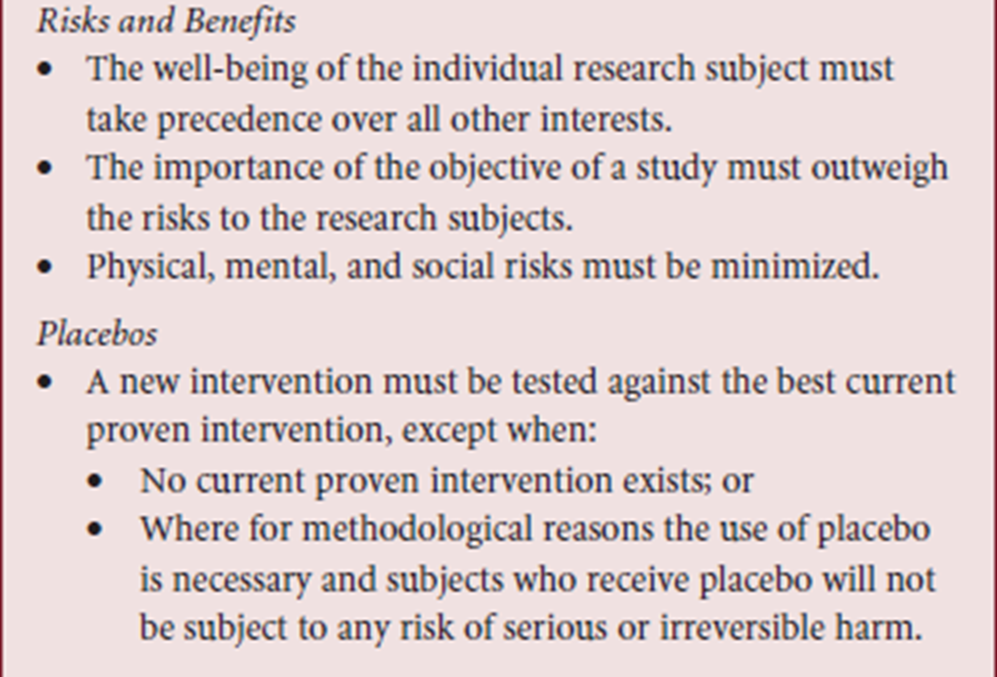 Risks and Benefits
• The well-being of the individual research subject must
take precedence over all other interests.
• The importance of the objective of a study must outweigh
the risks to the research subjects.
• Physical, mental, and social risks must be minimized.
Placebos
• A new intervention must be tested against the best current
proven intervention, except when:
• No current proven intervention exists; or
• Where for methodological reasons the use of placebo
is necessary and subjects who receive placebo will not
be subject to any risk of serious or irreversible harm.